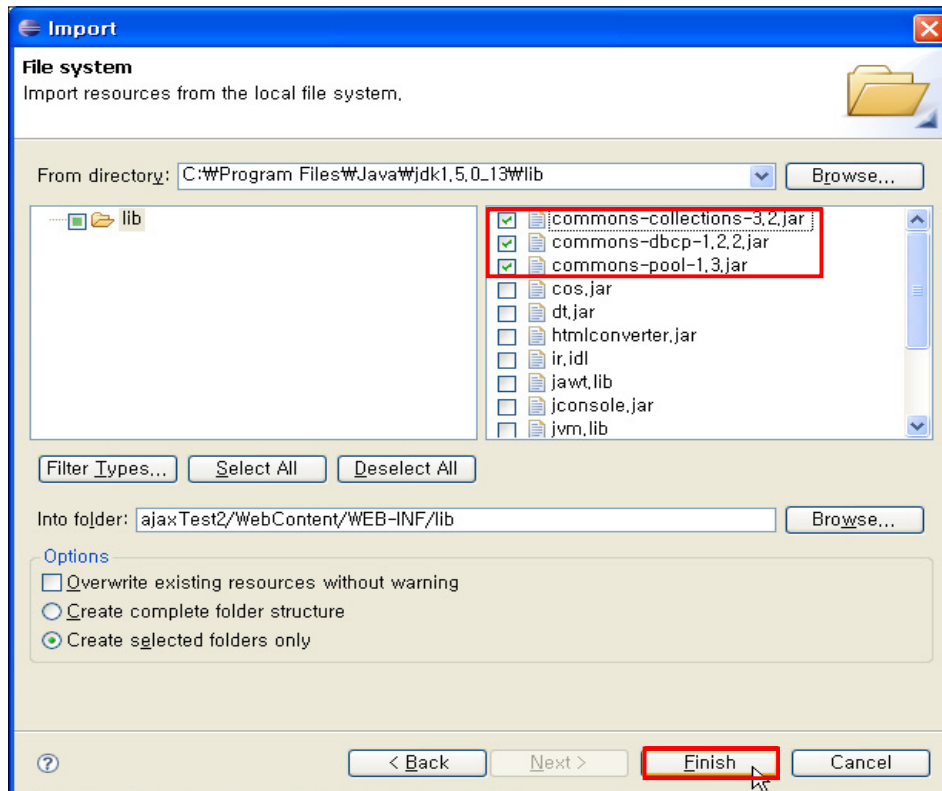 Import
File system
Import resources from the local file system.
From directory: C:₩Program Files₩Java₩jdk1.5.0_13₩lib
Browse...
lib
commons-collections-3.2.jar
commons-dbcp-1.2.2.jar
commons-pool-1.3.jar
cos.jar
dt.jar
htmlconverter.jar
ir.idl
jawt.lib
jconsole.jar
jvm.lib
Filter Types... Select All Deselect All
Into folder: ajaxTest2/WebContent/WEB-INF/lib Browse...
Options
Overwrite existing resources without warning
Create complete folder structure
Create selected folders only
? < Back Next > Finish Cancel